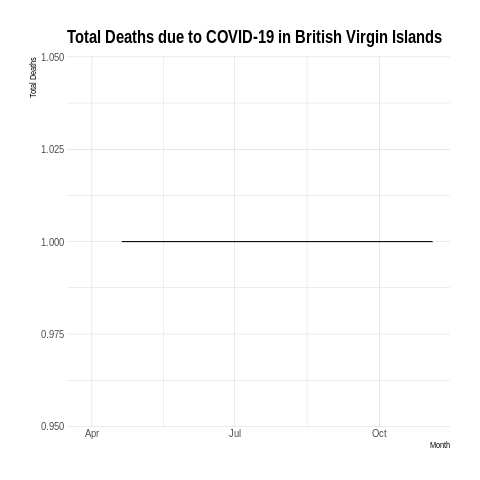 Total Deaths due to COVID-19 in British Virgin Islands
Total Deaths
1.050
1.025
1.000
0.975
0.950
Apr Jul Oct
Month